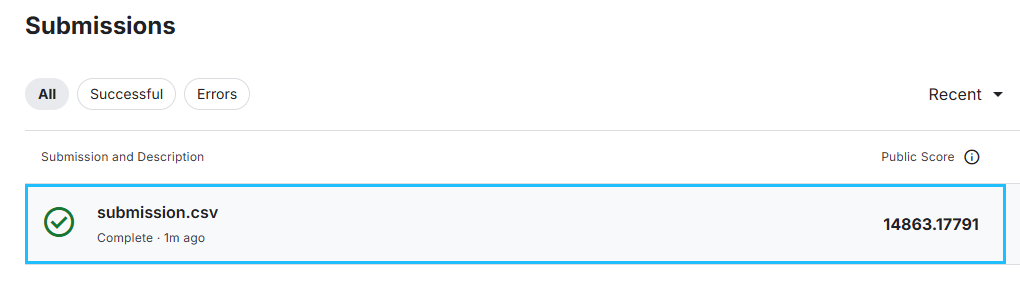 Submissions
All Successful Errors Recent
Submission and Description Public Score
submission.csv
14863.17791
Complete · 1m ago